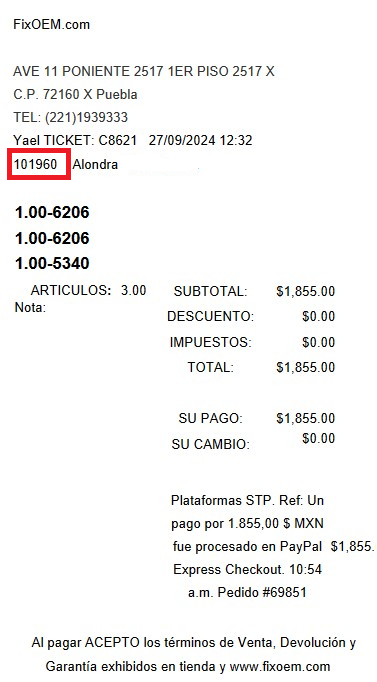 FixOEM.com
AVE 11 PONIENTE 2517 1ER PISO 2517 X
C.P. 72160 X Puebla
TEL: (221)1939333
Yael TICKET: C8621 27/09/2024 12:32
101960 Alondra
1.00-6206
1.00-6206
1.00-5340
ARTICULOS: 3.00 SUBTOTAL: $1,855.00
Nota:
DESCUENTO: $0.00
IMPUESTOS: $0.00
TOTAL: $1,855.00
SU PAGO: $1,855.00
SU CAMBIO: $0.00
Plataformas STP. Ref: Un
pago por 1.855,00 $ MXN
fue procesado en PayPal $1,855.
Express Checkout. 10:54
a.m. Pedido #69851
Al pagar ACEPTO los términos de Venta, Devolución y
Garantía exhibidos en tienda y www.fixoem.com